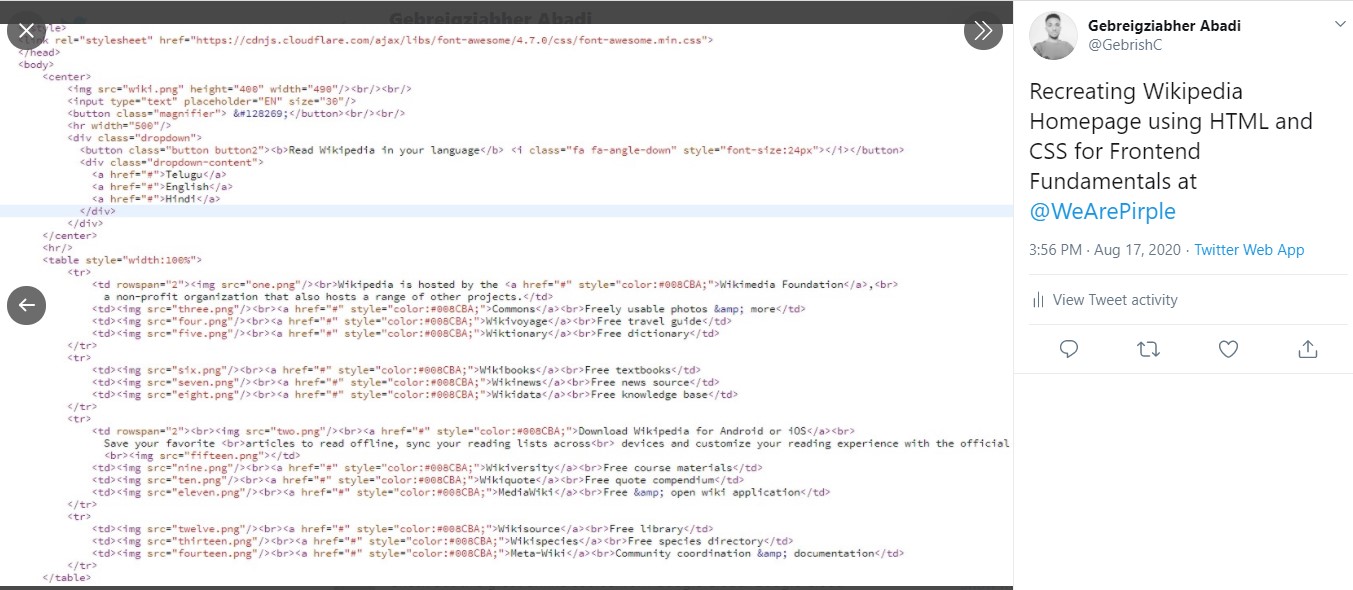 Gebreigziabher Abadi
style>
<link rel="stylesheet" href="https://cdnjs.cloudflare.com/ajax/libs/font-awesome/4.7.0/css/font-awesome.min.css">
</head>
<body>
<center>
<img src="wiki.png" height="400" width="490"/><br/><br/>
<input type="text" placeholder="EN" size="30"/>
<button class="magnifier"> &#128269;</button><br/><br/>
<hr width="500"/>
<div class="dropdown">
<button class="button button2"><b>Read Wikipedia in your language</b> <i class="fa fa-angle-down" style="font-size:24px"></i></button>
<div class="dropdown-content">
<a href="#">Telugu</a>
<a href="#">English</a>
<a href="#">Hindi</a>
</div>
</div>
</center>
<hr/>
<table style="width:100%">
<tr>
<td rowspan="2"><img src="one.png"/><br>Wikipedia is hosted by the <a href="#" style="color:#008CBA;">Wikimedia Foundation</a>,<br>
a non-profit organization that also hosts a range of other projects.</td>
<td><img src="three.png"/><br><a href="#" style="color:#008CBA;">Commons</a><br>Freely usable photos &amp; more</td>
<td><img src="four.png"/><br><a href="#" style="color:#008CBA;">Wikivoyage</a><br>Free travel guide</td>
<td><img src="five.png"/><br><a href="#" style="color:#008CBA;">Wiktionary</a><br>Free dictionary</td>
</tr>
<tr>
<td><img src="six.png"/><br><a href="#" style="color:#008CBA;">Wikibooks</a><br>Free textbooks</td>
<td><img src="seven.png"/><br><a href="#" style="color:#008CBA;">Wikinews</a><br>Free news source</td>
<td><img src="eight.png"/><br><a href="#" style="color:#008CBA;">Wikidata</a><br>Free knowledge base</td>
</tr>
<tr>
<td rowspan="2"><br><img src="two.png"/><br><a href="#" style="color:#008CBA;">Download Wikipedia for Android or iOS</a><br>
Save your favorite <br>articles to read offline, sync your reading lists across<br> devices and customize your reading experience with the official
<br><img src="fifteen.png"></td>
<td><img src="nine.png"/><br><a href="#" style="color:#008CBA;">Wikiversity</a><br>Free course materials</td>
<td><img src="ten.png"/><br><a href="#" style="color:#008CBA;">Wikiquote</a><br>Free quote compendium</td>
<td><img src="eleven.png"/><br><a href="#" style="color:#008CBA;">MediaWiki</a><br>Free &amp; open wiki application</td>
</tr>
<tr>
<td><img src="twelve.png"/><br><a href="#" style="color:#008CBA;">Wikisource</a><br>Free library</td>
<td><img src="thirteen.png"/><br><a href="#" style="color:#008CBA;">Wikispecies</a><br>Free species directory</td>
<td><img src="fourteen.png"/><br><a href="#" style="color:#008CBA;">Meta-Wiki</a><br>Community coordination &amp; documentation</td>
</tr>
</table>
Gebreigziabher Abadi
@GebrishC
Recreating Wikipedia
Homepage using HTML and
CSS for Frontend
Fundamentals at
@WeArePirple
3:56 PM · Aug 17, 2020 · Twitter Web App
View Tweet activity